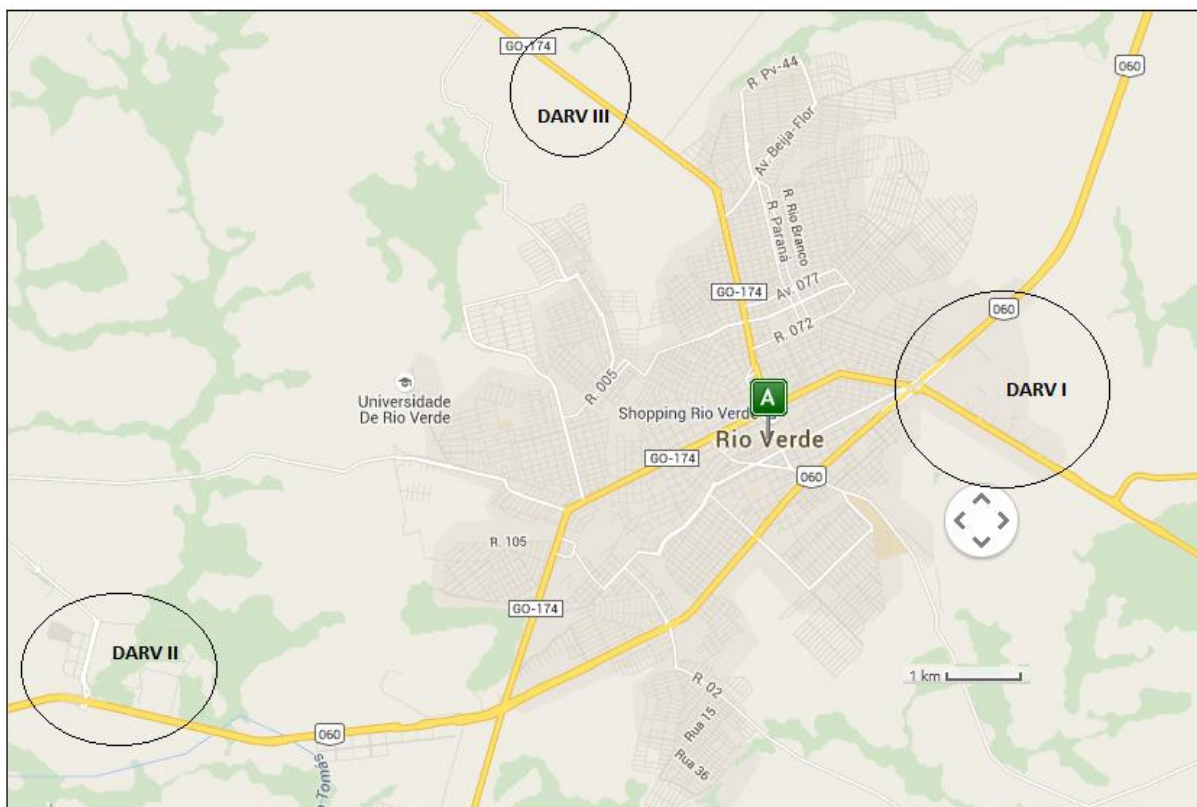 GO-174
060
R. Pv-44
DARV III
Av. Beija-Flor
R. Rio Branco
R. Paraná
Av. 077
GO-174
060
R. 072
R. 005
DARV I
Universidade
De Rio Verde
A
Shopping Rio Verde
Rio Verde
GO-174
060
R. 105
GO-174
DARV II
R. 02
1 km
Rua 15
060
Rua 36
Tomás